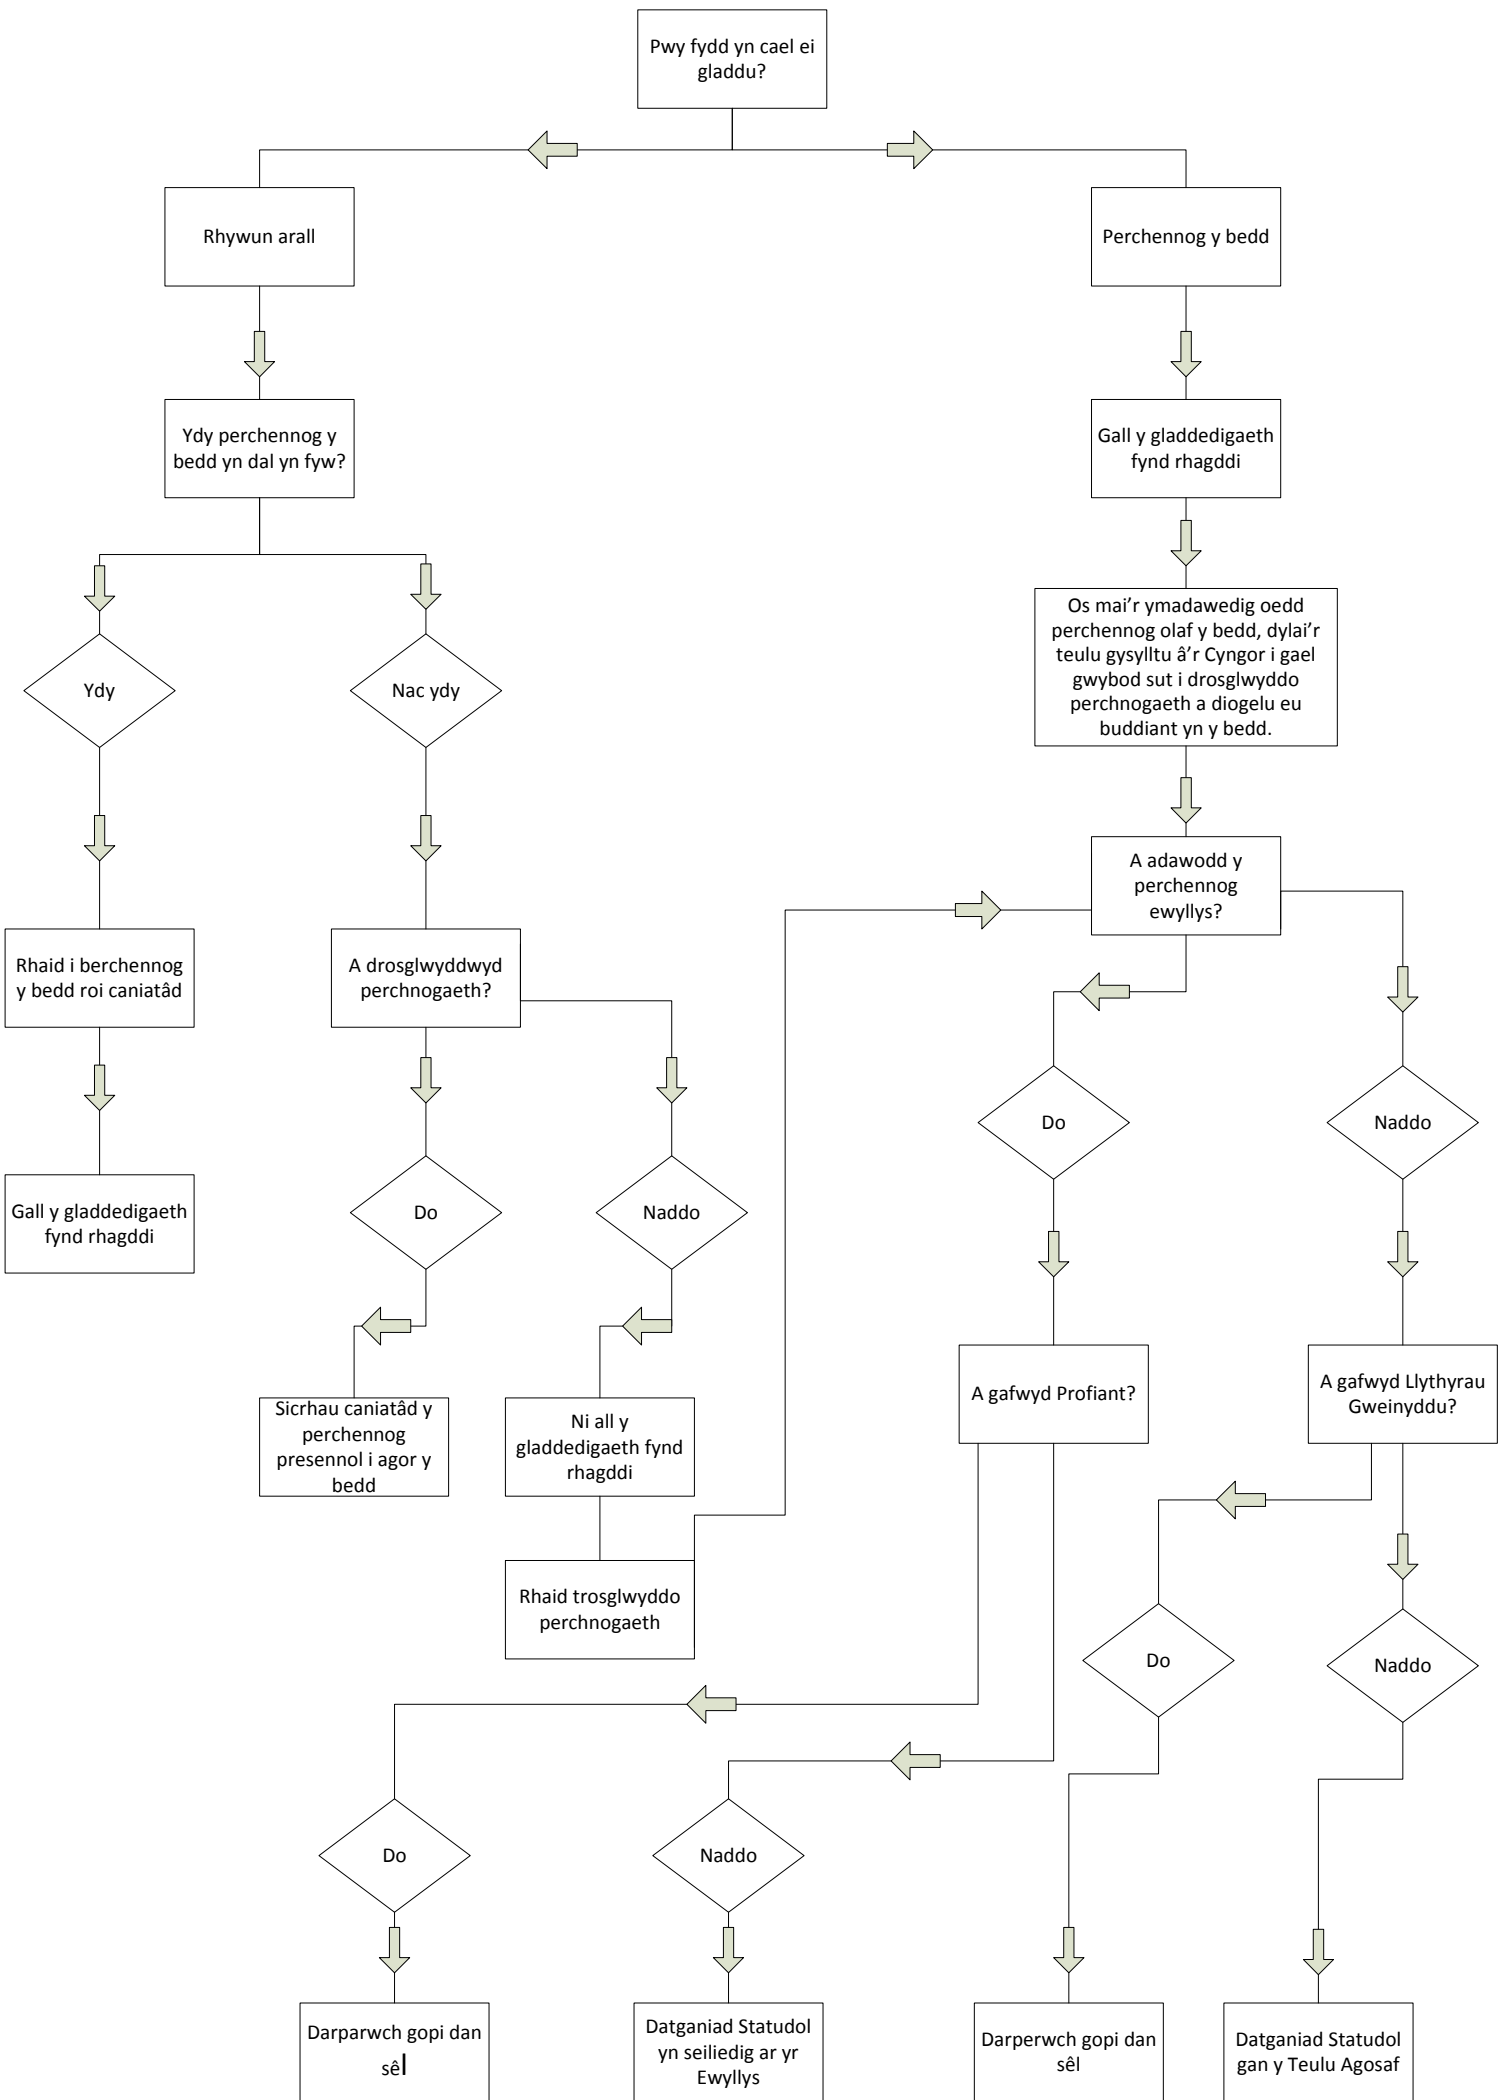 Pwy fydd yn cael ei
gladdu?
Rhywun arall
Perchennog y bedd
Ydy perchennog y
bedd yn dal yn fyw?
Gall y gladdedigaeth
fynd rhagddi
Os mai’r ymadawedig oedd
perchennog olaf y bedd, dylai’r
teulu gysylltu â’r Cyngor i gael
gwybod sut i drosglwyddo
perchnogaeth a diogelu eu
buddiant yn y bedd.
Ydy
Nac ydy
A adawodd y
perchennog
ewyllys?
Rhaid i berchennog
y bedd roi caniatâd
A drosglwyddwyd
perchnogaeth?
Do
Naddo
Gall y gladdedigaeth
fynd rhagddi
Do
Naddo
A gafwyd Profiant?
A gafwyd Llythyrau
Gweinyddu?
Sicrhau caniatâd y
perchennog
presennol i agor y
bedd
Ni all y
gladdedigaeth fynd
rhagddi
Rhaid trosglwyddo
perchnogaeth
Do
Naddo
Do
Naddo
Darparwch gopi dan
sêl
Datganiad Statudol
yn seiliedig ar yr
Ewyllys
Darperwch gopi dan
sêl
Datganiad Statudol
gan y Teulu Agosaf